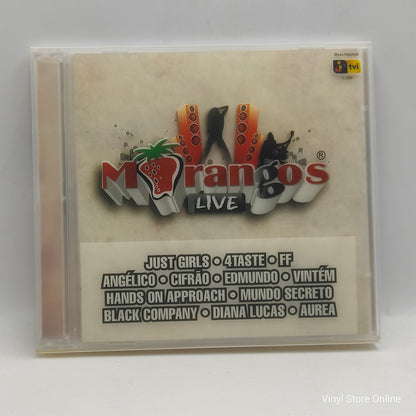 tvi
Morangos®
LIVE
JUST GIRLS • 4TASTE • FF
ANGÉLICO • CIFRÃO • EDMUNDO • VINTÉM
HANDS ON APPROACH • MUNDO SECRETO
BLACK COMPANY • DIANA LUCAS • AUREA
Vinyl Store Online